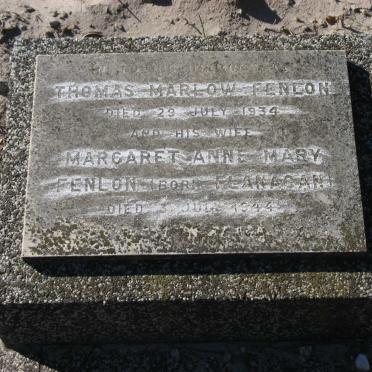 THOMAS MARLOW FENLON
DIED 29 JULY 1934
AND HIS WIFE
MARGARET ANNE MARY
FENLON (BORN FLANAGAN)
DIED JULY 1944